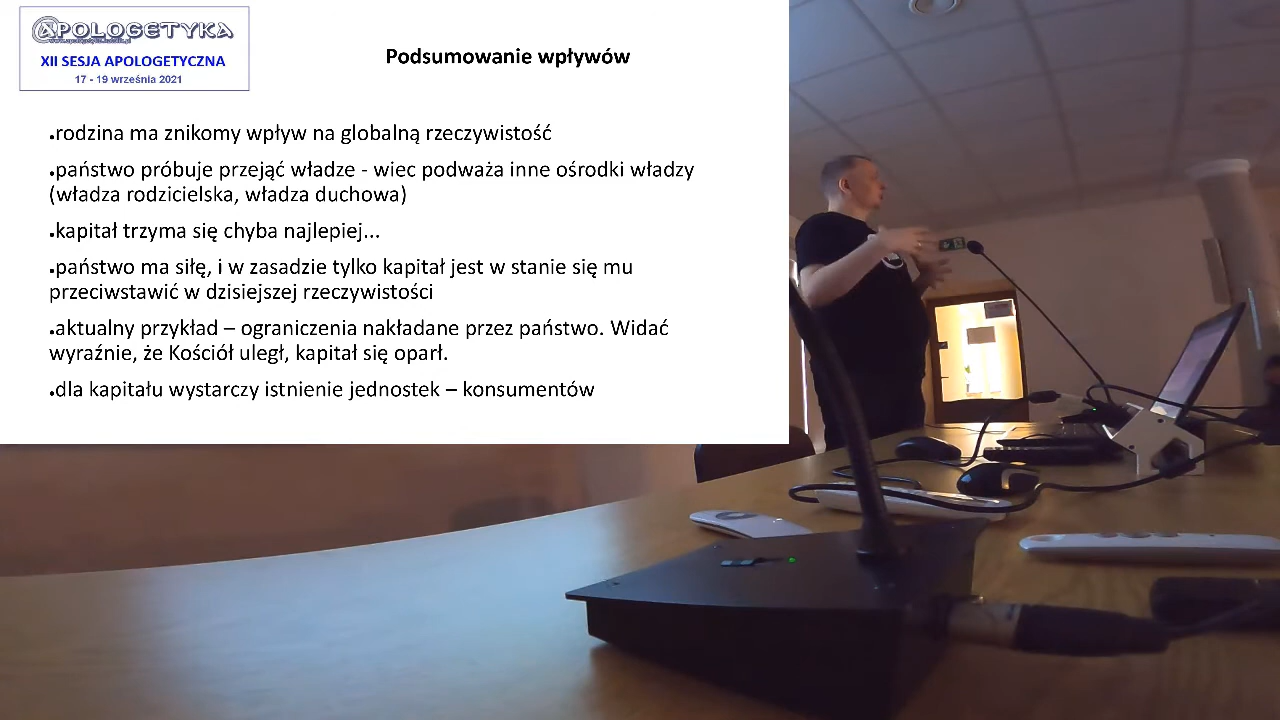 @POLOGETYKA
XII SESJA APOLOGETYCZNA
17 - 19 września 2021
Podsumowanie wpływów
•rodzina ma znikomy wpływ na globalną rzeczywistość
•państwo próbuje przejąć władze - wiec podważa inne ośrodki władzy
(władza rodzicielska, władza duchowa)
•kapitał trzyma się chyba najlepiej...
•państwo ma siłę, i w zasadzie tylko kapitał jest w stanie się mu
przeciwstawić w dzisiejszej rzeczywistości
•aktualny przykład – ograniczenia nakładane przez państwo. Widać
wyraźnie, że Kościół uległ, kapitał się oparł.
•dla kapitału wystarczy istnienie jednostek – konsumentów